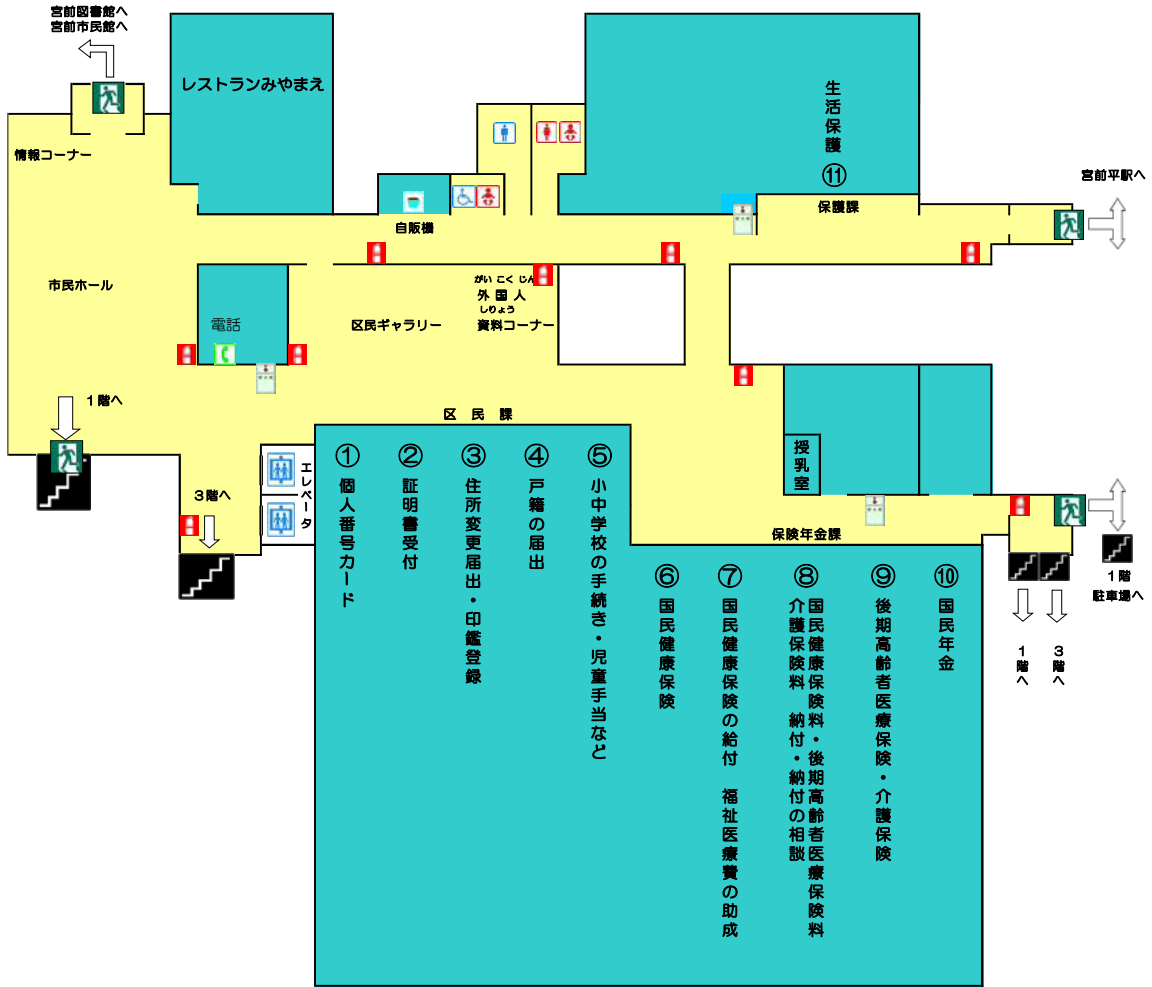 宮前図書館へ
宮前市民館へ
レストランみやまえ
生活保護
⑪
保護課
宮前平駅へ
情報コーナー
自販機
市民ホール
電話
区民ギャラリー
がいこくじん
外国人
しりょう
資料コーナー
1階へ
3階へ
エレベータ
区民課
①個人番号カード
②証明書受付
③住所変更届出・印鑑登録
④戸籍の届出
⑤小中学校の手続き・児童手当など
授乳室
保険年金課
⑥国民健康保険
⑦国民健康保険の給付 福祉医療費の助成
⑧国民健康保険料・後期高齢者医療保険料
介護保険料 納付・納付の相談
⑨後期高齢者医療保険・介護保険
⑩国民年金
1階
駐車場へ
1階へ
3階へ